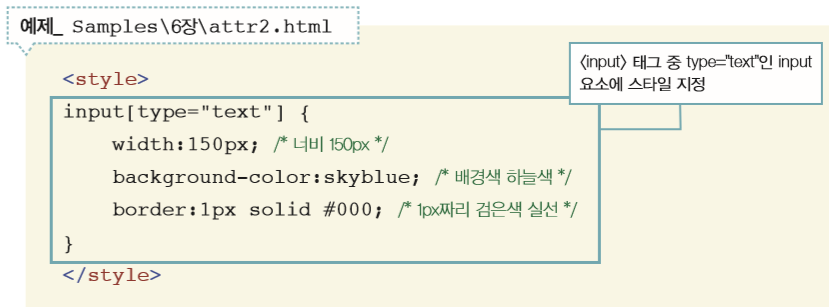 예제_ Samples\6장\attr2.html
<input> 태그 중 type="text"인 input
요소에 스타일 지정
<style>
input[type="text"] {
width:150px; /* 너비 150px */
background-color:skyblue; /* 배경색 하늘색 */
border:1px solid #000; /* 1px짜리 검은색 실선 */
}
</style>